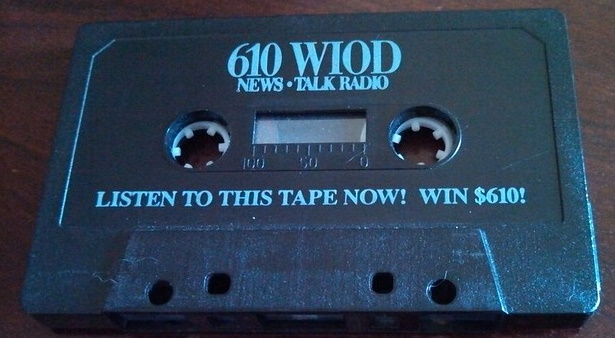 610 WIOD
NEWS • TALK RADIO
100 50 0
LISTEN TO THIS TAPE NOW! WIN $610!